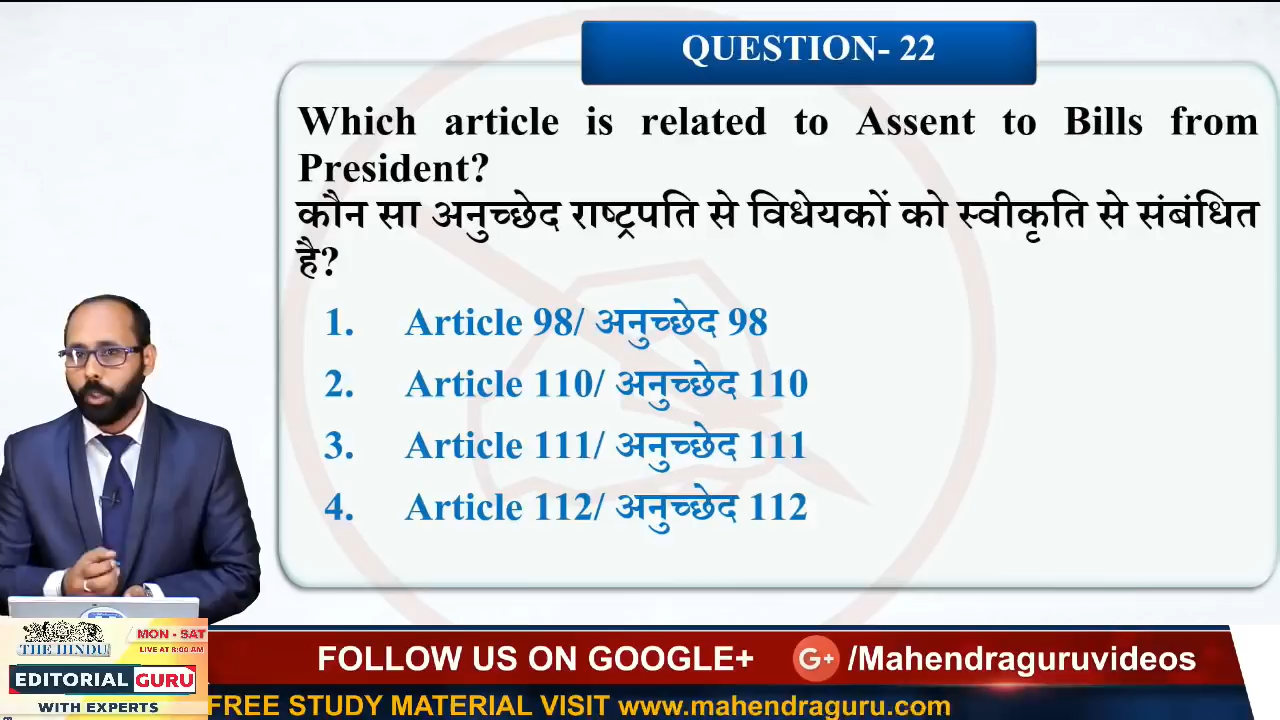 QUESTION- 22
Which article is related to Assent to Bills from
President?
कौन सा अनुच्छेद राष्ट्रपति से विधेयकों को स्वीकृति से संबंधित
है?
1. Article 98/ अनुच्छेद 98
2. Article 110/ अनुच्छेद 110
3. Article 111/ अनुच्छेद 111
4. Article 112/ अनुच्छेद 112
THE HINDU
MON - SAT
LIVE AT 8:00 AM
EDITORIAL GURU
WITH EXPERTS
FOLLOW US ON GOOGLE+ G+ /Mahendraguruvideos
FREE STUDY MATERIAL VISIT www.mahendraguru.com